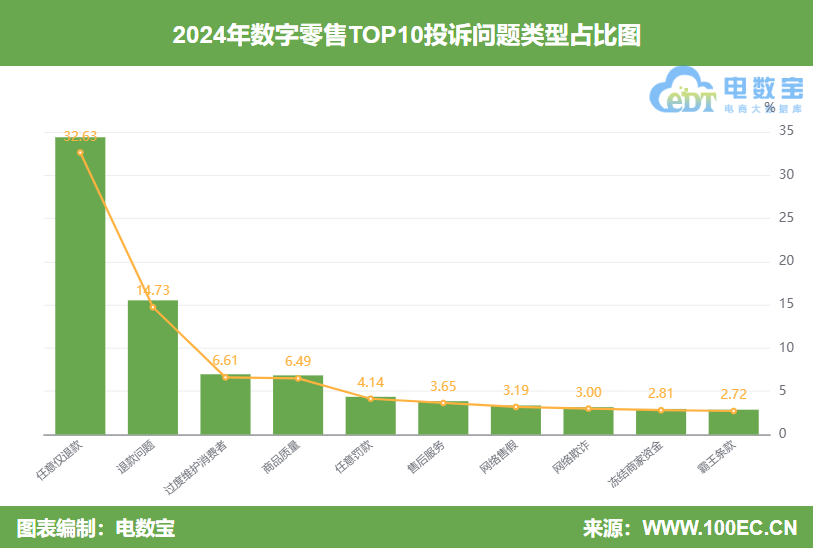 2024年数字零售TOP10投诉问题类型占比图
eDT 电数宝
电商大数据库
%
35
30
25
20
15
10
5
0
32.63
14.73
6.61
6.49
4.14
3.65
3.19
3.00
2.81
2.72
任意仅退款
退款问题
过度维护消费者
商品质量
任意罚款
售后服务
网络售假
网络欺诈
冻结商家资金
霸王条款
图表编制：电数宝
来源：WWW.100EC.CN